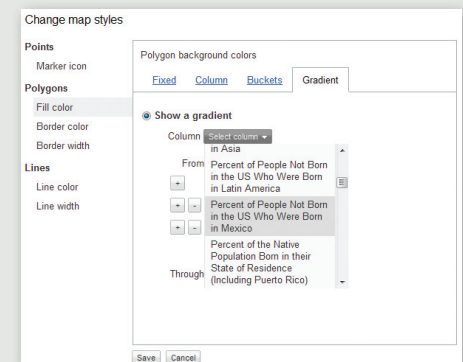 Change map styles
Points
Marker icon
Polygons
Fill color
Border color
Border width
Lines
Line color
Line width
Polygon background colors
Fixed Column Buckets Gradient
Show a gradient
Column Select column
in Asia
From
Percent of People Not Born
in the US Who Were Born
in Latin America
+
Percent of People Not Born
in the US Who Were Born
in Mexico
+ -
+ -
Percent of the Native
Population Born in their
State of Residence
(Including Puerto Rico)
Through
Save Cancel